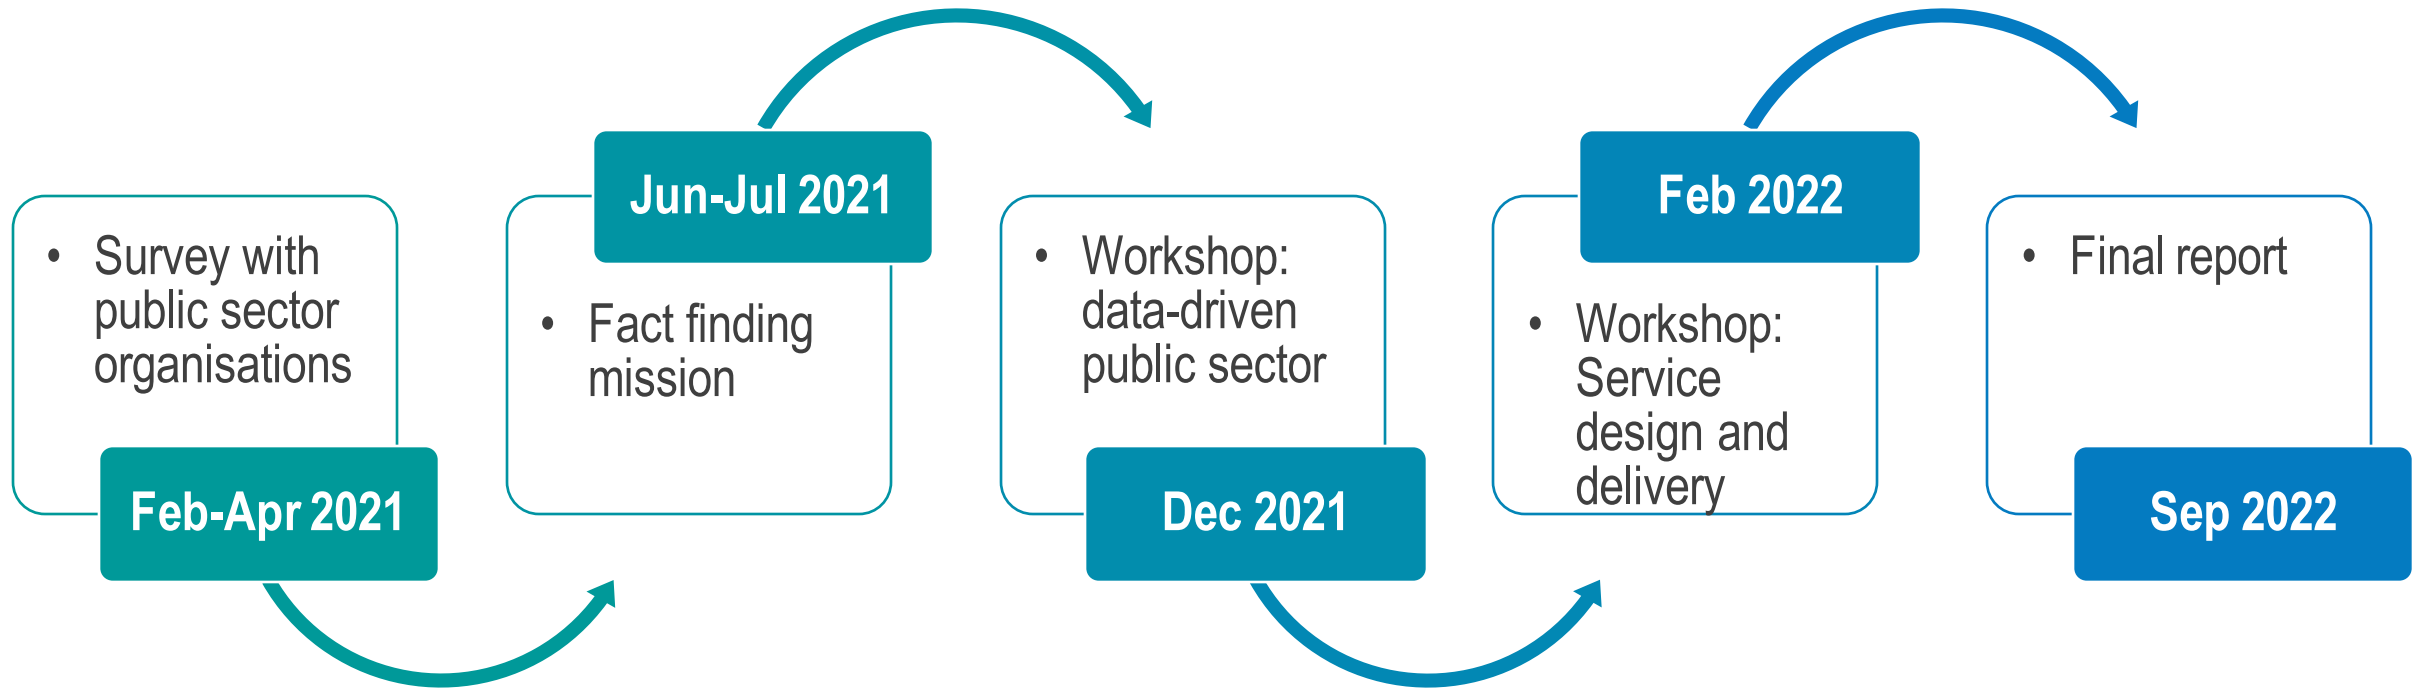 • Survey with
public sector
organisations
Feb-Apr 2021
Jun-Jul 2021
• Fact finding
mission
• Workshop:
data-driven
public sector
Dec 2021
Feb 2022
• Workshop:
Service
design and
delivery
• Final report
Sep 2022